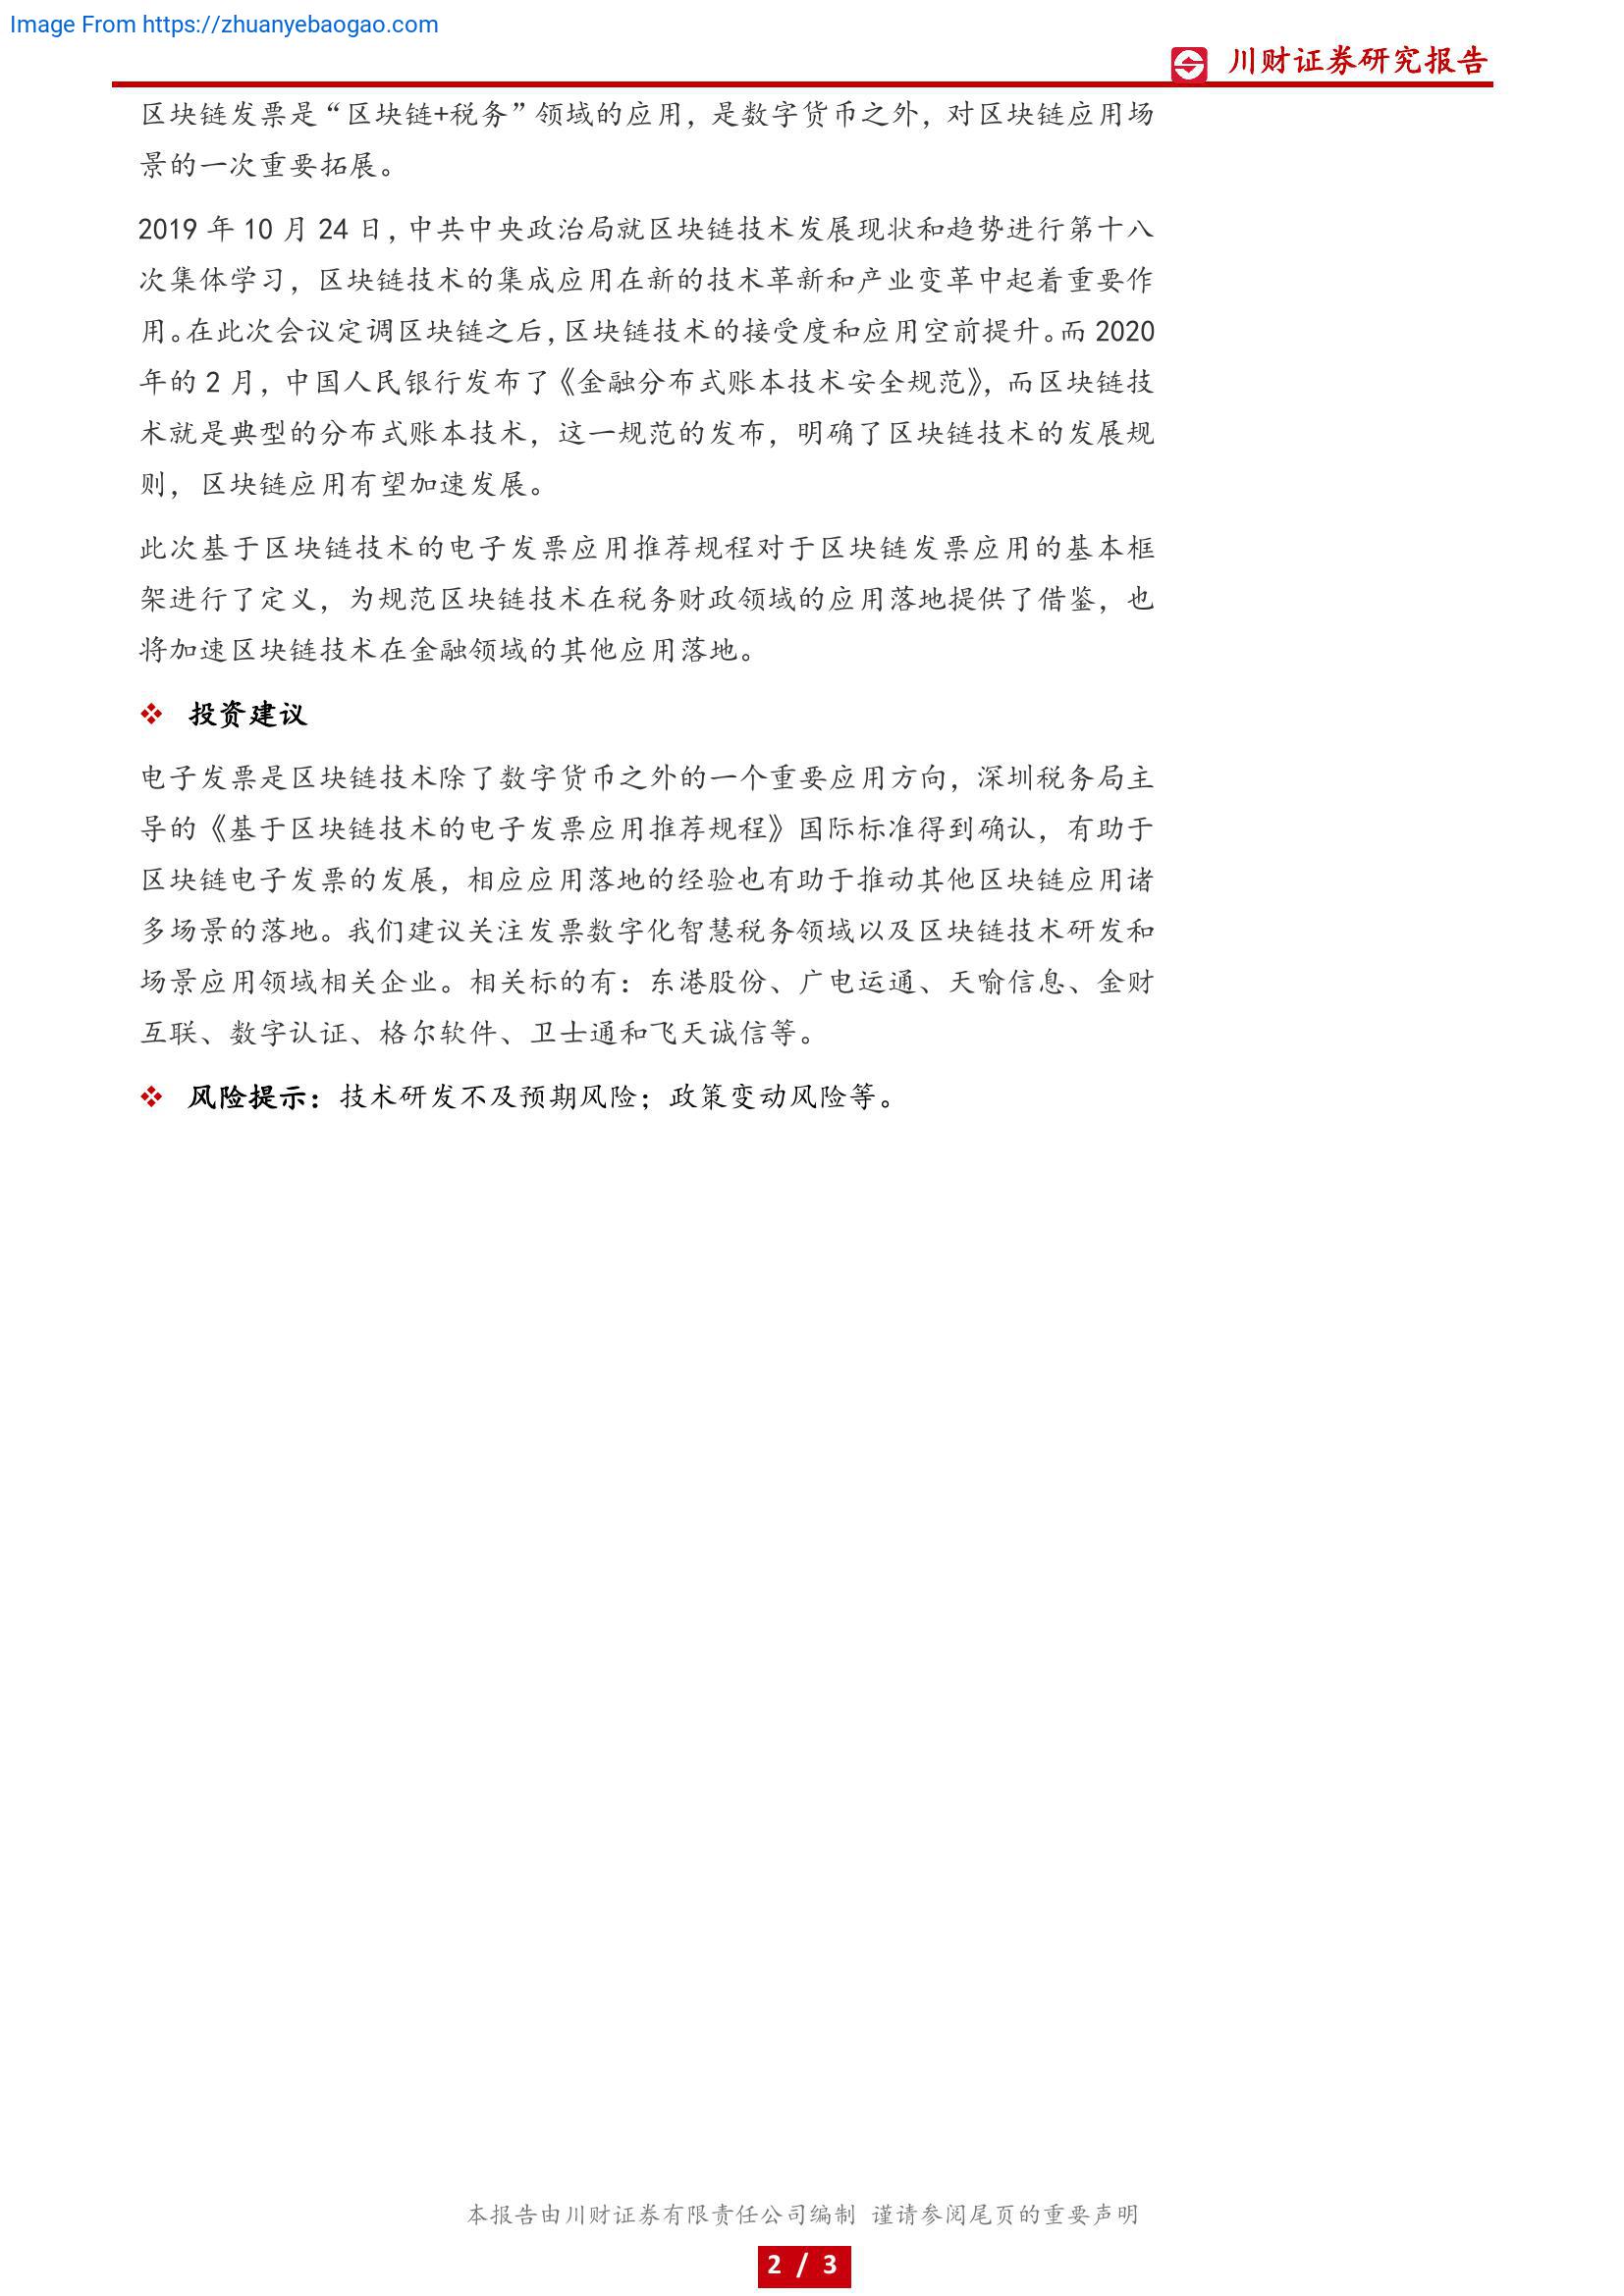 Image From https://zhuanyebaogao.com
川财证券研究报告
区块链发票是“区块链+税务”领域的应用，是数字货币之外，对区块链应用场
景的一次重要拓展。
2019 年 10 月 24 日，中共中央政治局就区块链技术发展现状和趋势进行第十八
次集体学习，区块链技术的集成应用在新的技术革新和产业变革中起着重要作
用。在此次会议定调区块链之后，区块链技术的接受度和应用空前提升。而 2020
年的 2 月，中国人民银行发布了《金融分布式账本技术安全规范》，而区块链技
术就是典型的分布式账本技术，这一规范的发布，明确了区块链技术的发展规
则，区块链应用有望加速发展。
此次基于区块链技术的电子发票应用推荐规程对于区块链发票应用的基本框
架进行了定义，为规范区块链技术在税务财政领域的应用落地提供了借鉴，也
将加速区块链技术在金融领域的其他应用落地。
❖ 投资建议
电子发票是区块链技术除了数字货币之外的一个重要应用方向，深圳税务局主
导的《基于区块链技术的电子发票应用推荐规程》国际标准得到确认，有助于
区块链电子发票的发展，相应应用落地的经验也有助于推动其他区块链应用诸
多场景的落地。我们建议关注发票数字化智慧税务领域以及区块链技术研发和
场景应用领域相关企业。相关标的有：东港股份、广电运通、天喻信息、金财
互联、数字认证、格尔软件、卫士通和飞天诚信等。
❖ 风险提示：技术研发不及预期风险；政策变动风险等。
本报告由川财证券有限责任公司编制 谨请参阅尾页的重要声明
2 / 3